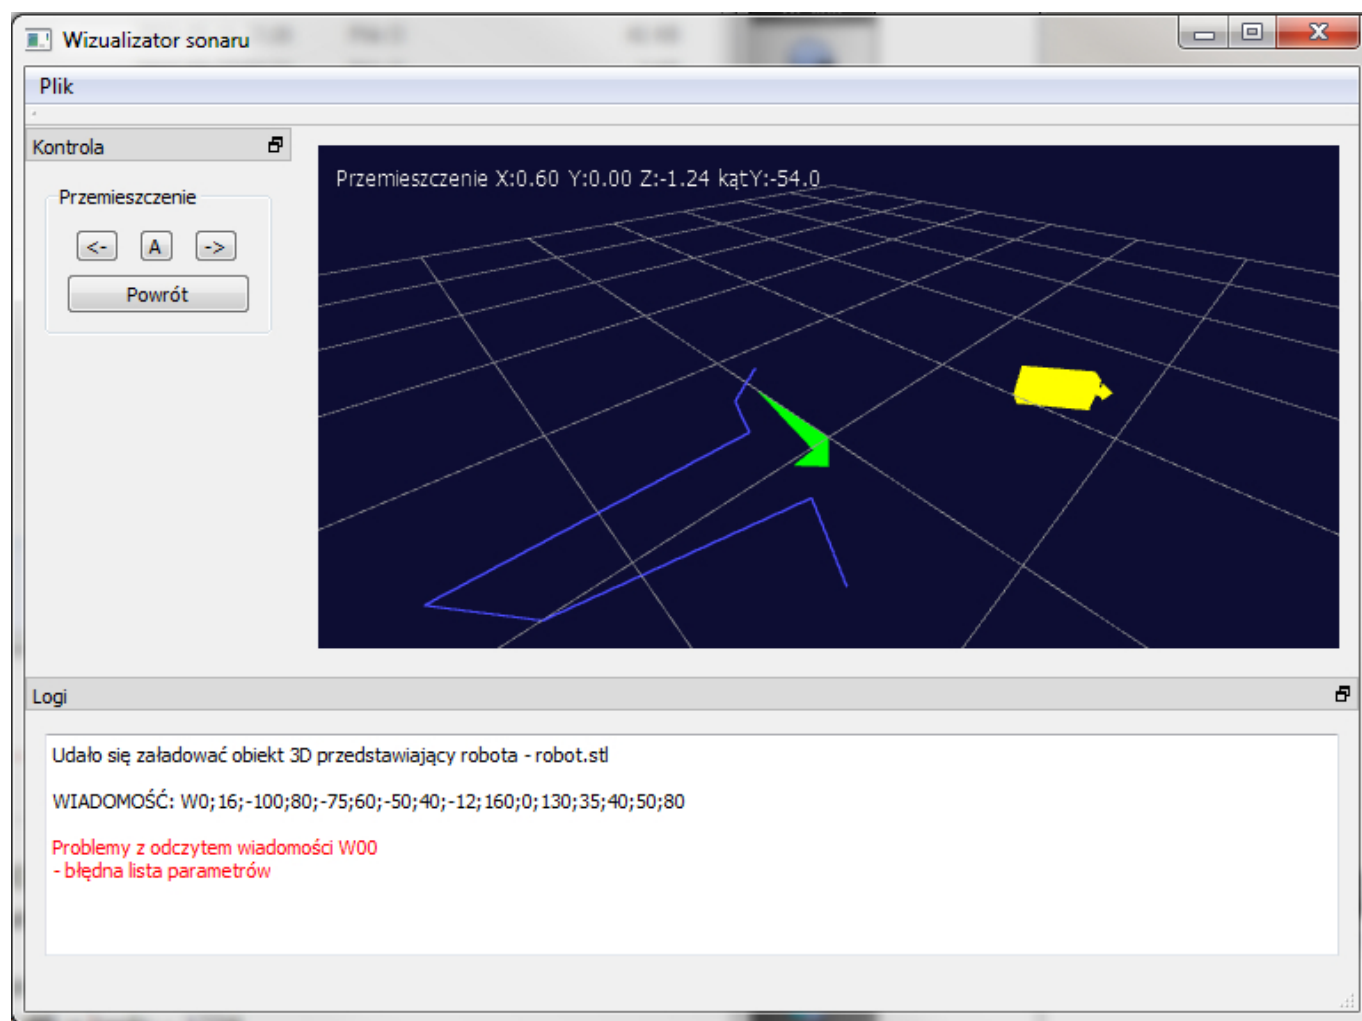 Wizualizator sonaru
Plik
Kontrola
Przemieszczenie
<- A ->
Powrót
Przemieszczenie X:0.60 Y:0.00 Z:-1.24 kątY:-54.0
Logi
Udało się załadować obiekt 3D przedstawiający robota - robot.stl
WIADOMOŚĆ: W0;16;-100;80;-75;60;-50;40;-12;160;0;130;35;40;50;80
Problemy z odczytem wiadomości W00
- błędna lista parametrów